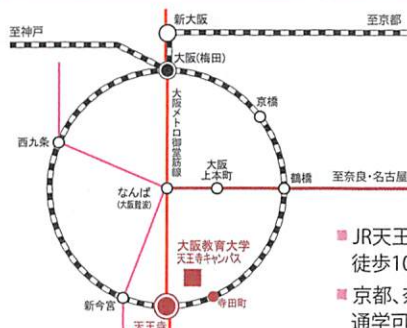 新大阪
至神戸
至京都
大阪(梅田)
大阪メトロ御堂筋線
京橋
西九条
大阪
上本町
鶴橋
なんば
(大阪難波)
至奈良・名古屋
大阪教育大学
天王寺キャンパス
JR天王
徒歩10
新今宮
寺田町
天王寺
京都、
通学可